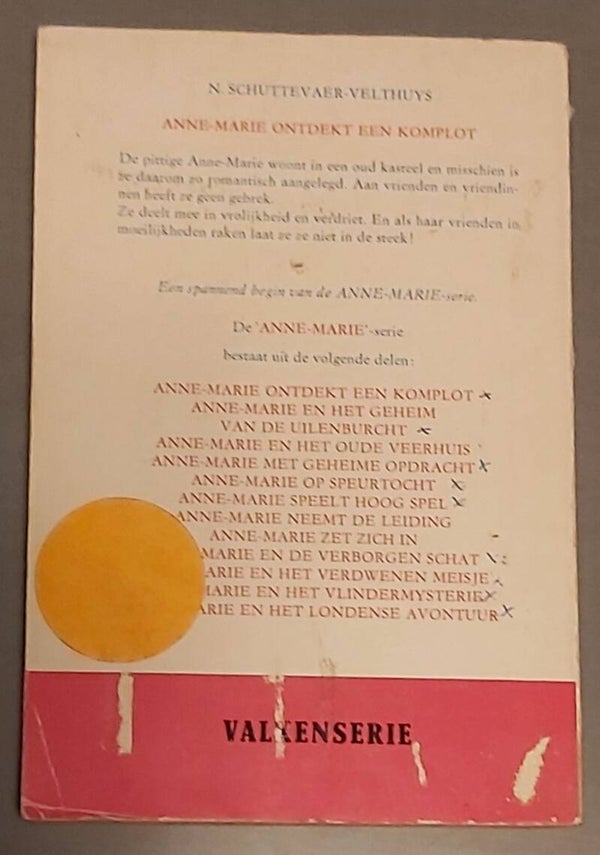 N. SCHUTTEVAER-VELTHUYS
ANNE-MARIE ONTDEKT EEN KOMPLOT
De pittige Anne-Marie woont in een oud kasteel en misschien is
ze daarom zo romantisch aangelegd. Aan vrienden en vriendin-
nen heeft ze geen gebrek.
Ze deelt mee in vrolijkheid en verdriet. En als haar vrienden in
moeilijkheden raken laat ze ze niet in de steek!
Een spannend begin van de ANNE-MARIE-serie.
De 'ANNE-MARIE'-serie
bestaat uit de volgende delen:
ANNE-MARIE ONTDEKT EEN KOMPLOT
ANNE-MARIE EN HET GEHEIM
VAN DE UILENBURCHT
ANNE-MARIE EN HET OUDE VEERHUIS
ANNE-MARIE MET GEHEIME OPDRACHT
ANNE-MARIE OP SPEURTOCHT
ANNE-MARIE SPEELT HOOG SPEL
ANNE-MARIE NEEMT DE LEIDING
ANNE-MARIE ZET ZICH IN
MARIE EN DE VERBORGEN SCHAT
ARIE EN HET VERDWENEN MEISJE
MARIE EN HET VLINDERMYSTERIE
ARIE EN HET LONDENSE AVONTUUR
VALKENSERIE